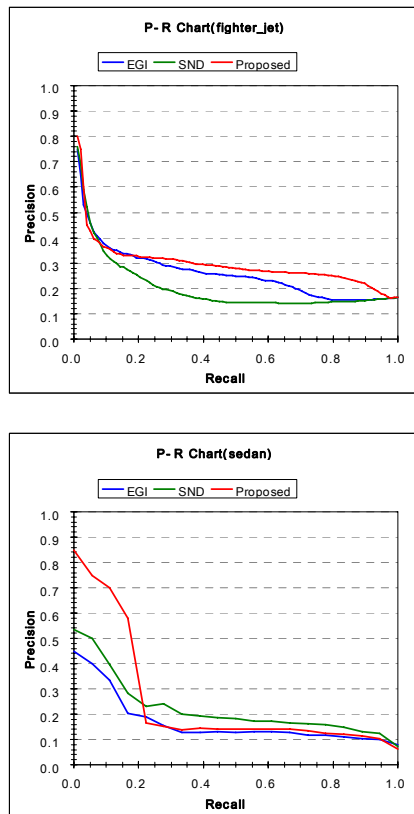 P- R Chart(fighter_jet)
EGI SND Proposed
1.0
0.9
0.8
0.7
0.6
0.5
0.4
0.3
0.2
0.1
0.0
Precision
0.0 0.2 0.4 0.6 0.8 1.0
Recall
P- R Chart(sedan)
EGI SND Proposed
1.0
0.9
0.8
0.7
0.6
0.5
0.4
0.3
0.2
0.1
0.0
Precision
0.0 0.2 0.4 0.6 0.8 1.0
Recall